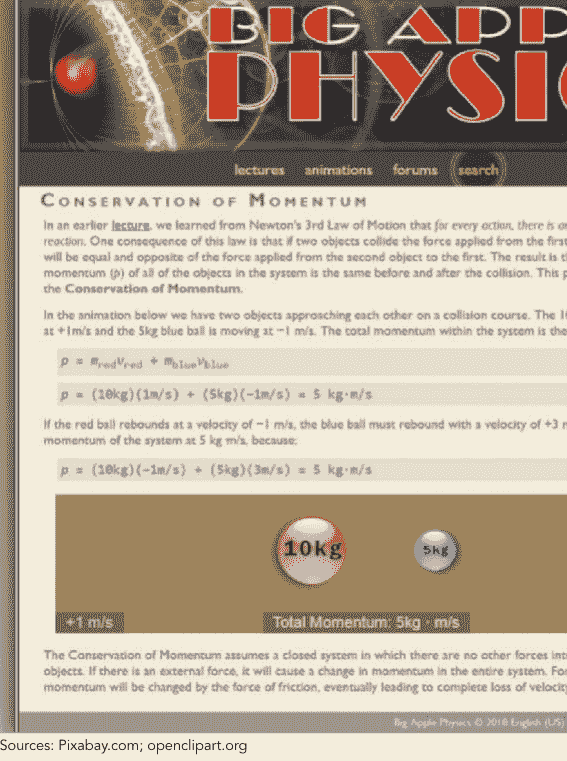 BIG APP
PHYSI
lectures animations forums search
CONSERVATION OF MOMENTUM
In an earlier lecture, we learned from Newton's 3rd Law of Motion that for every action, there is
reaction. One consequence of this law is that if two objects collide the force applied from the first
will be equal and opposite of the force applied from the second object to the first. The result is
momentum (p) of all of the objects in the system is the same before and after the collision. This
the Conservation of Momentum.
In the animation below we have two objects approaching each other on a collision course. The
at +1m/s and the 5kg blue ball is moving at −1 m/s. The total momentum within the system is
p = mredvred + mbluevblue
p = (10kg)(1m/s) + (5kg)(-1m/s) = 5 kg·m/s
If the red ball rebounds at a velocity of −1 m/s, the blue ball must rebound with a velocity of +3
momentum of the system at 5 kg m/s, because:
p = (10kg)(-1m/s) + (5kg)(3m/s) = 5 kg·m/s
10kg 5kg
+1 m/s Total Momentum: 5kg · m/s
The Conservation of Momentum assumes a closed system in which there are no other forces
objects. If there is an external force, it will cause a change in momentum in the entire system.
momentum will be changed by the force of friction, eventually leading to complete loss of
Big Apple Physics © 2018 English (US)
Sources: Pixabay.com; openclipart.org